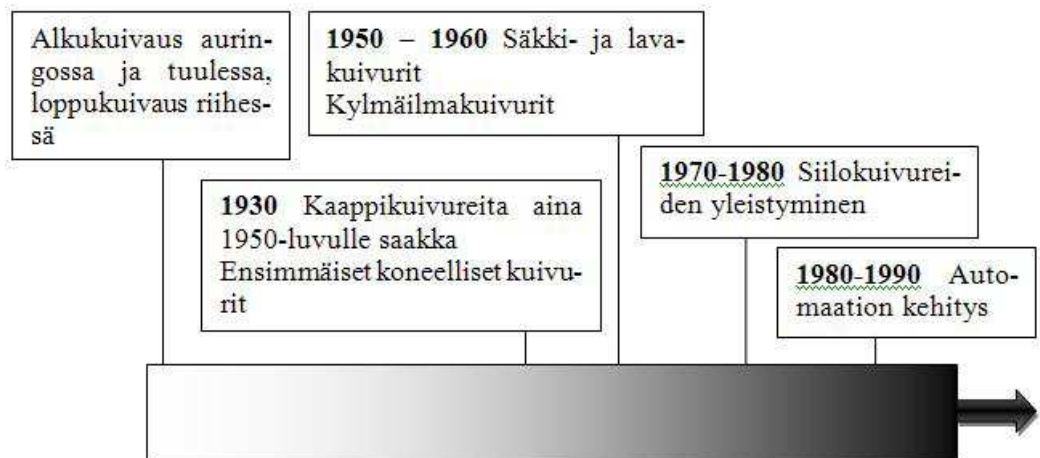 Alkukuivaus aurin-
gossa ja tuulessa,
loppukuivaus riihes-
sä
1930 Kaappikuivureita aina
1950-luvulle saakka
Ensimmäiset koneelliset kuivu-
rit
1950 – 1960 Säkki- ja lava-
kuivurit
Kylmäilmakuivurit
1970-1980 Siilokuivurei-
den yleistyminen
1980-1990 Auto-
maation kehitys